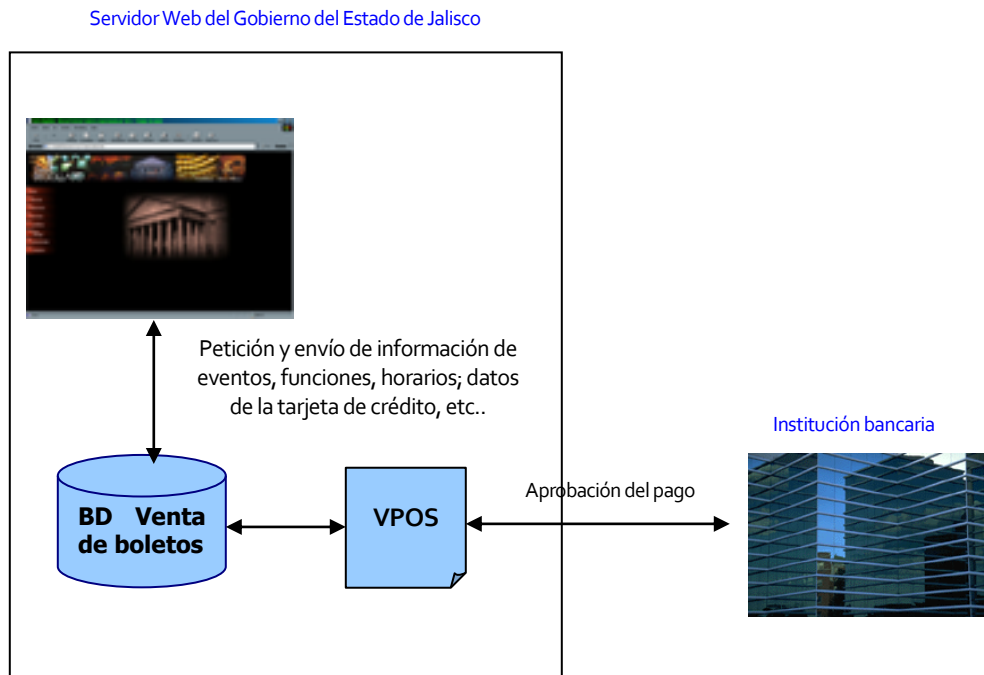 Servidor Web del Gobierno del Estado de Jalisco
Petición y envío de información de
eventos, funciones, horarios; datos
de la tarjeta de crédito, etc..
Institución bancaria
Aprobación del pago
BD Venta
de boletos
VPOS